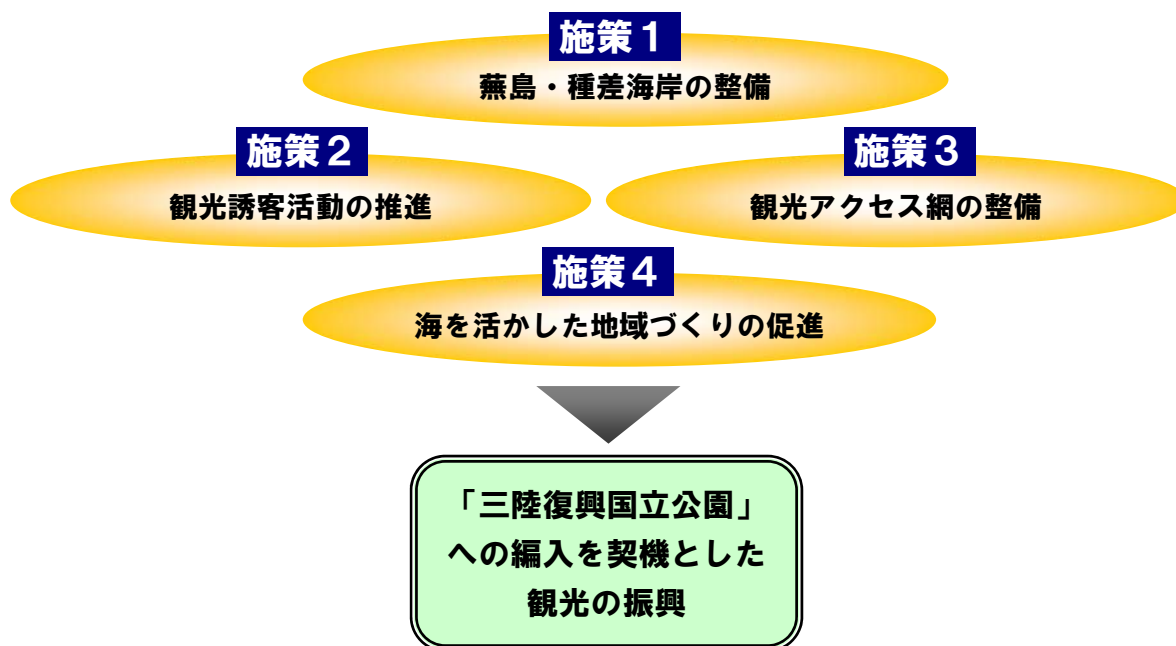 施策１
蕪島・種差海岸の整備
施策２
観光誘客活動の推進
施策３
観光アクセス網の整備
施策４
海を活かした地域づくりの促進
「三陸復興国立公園」
への編入を契機とした
観光の振興